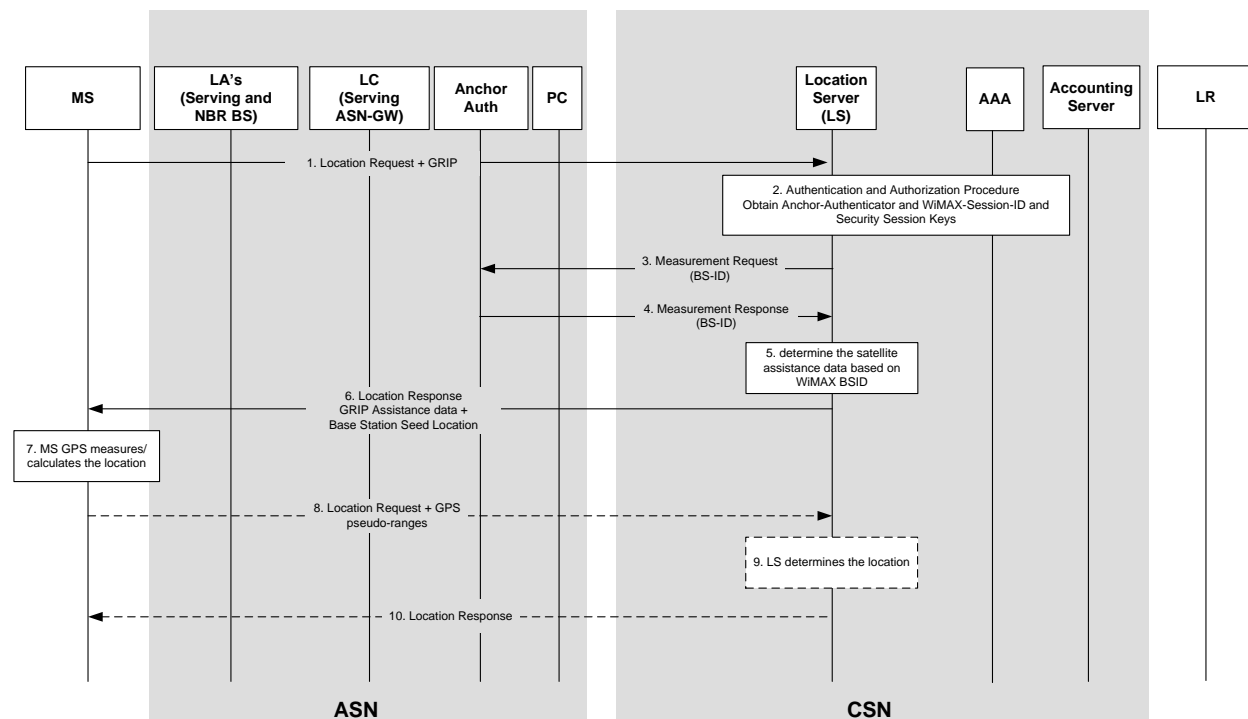 MS
LA's
(Serving and
NBR BS)
LC
(Serving
ASN-GW)
Anchor
Auth
PC
Location
Server
(LS)
AAA
Accounting
Server
LR
1. Location Request + GRIP
2. Authentication and Authorization Procedure
Obtain Anchor-Authenticator and WiMAX-Session-ID and
Security Session Keys
3. Measurement Request
(BS-ID)
4. Measurement Response
(BS-ID)
5. determine the satellite
assistance data based on
WiMAX BSID
6. Location Response
GRIP Assistance data +
Base Station Seed Location
7. MS GPS measures/
calculates the location
8. Location Request + GPS
pseudo-ranges
9. LS determines the location
10. Location Response
ASN
CSN